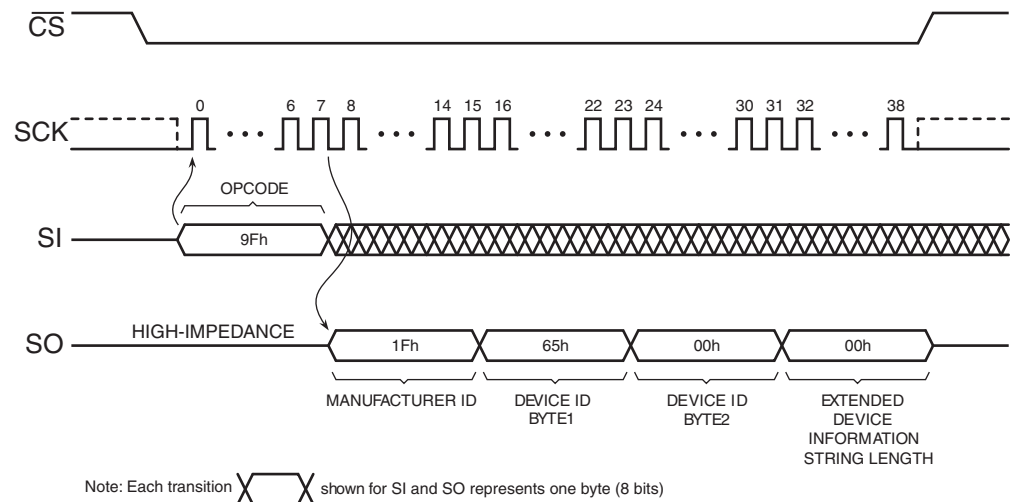 CS
0 6 7 8 14 15 16 22 23 24 30 31 32 38
SCK
OPCODE
SI 9Fh
SO HIGH-IMPEDANCE 1Fh 65h 00h 00h
MANUFACTURER ID
DEVICE ID
BYTE1
DEVICE ID
BYTE2
EXTENDED
DEVICE
INFORMATION
STRING LENGTH
Note: Each transition shown for SI and SO represents one byte (8 bits)